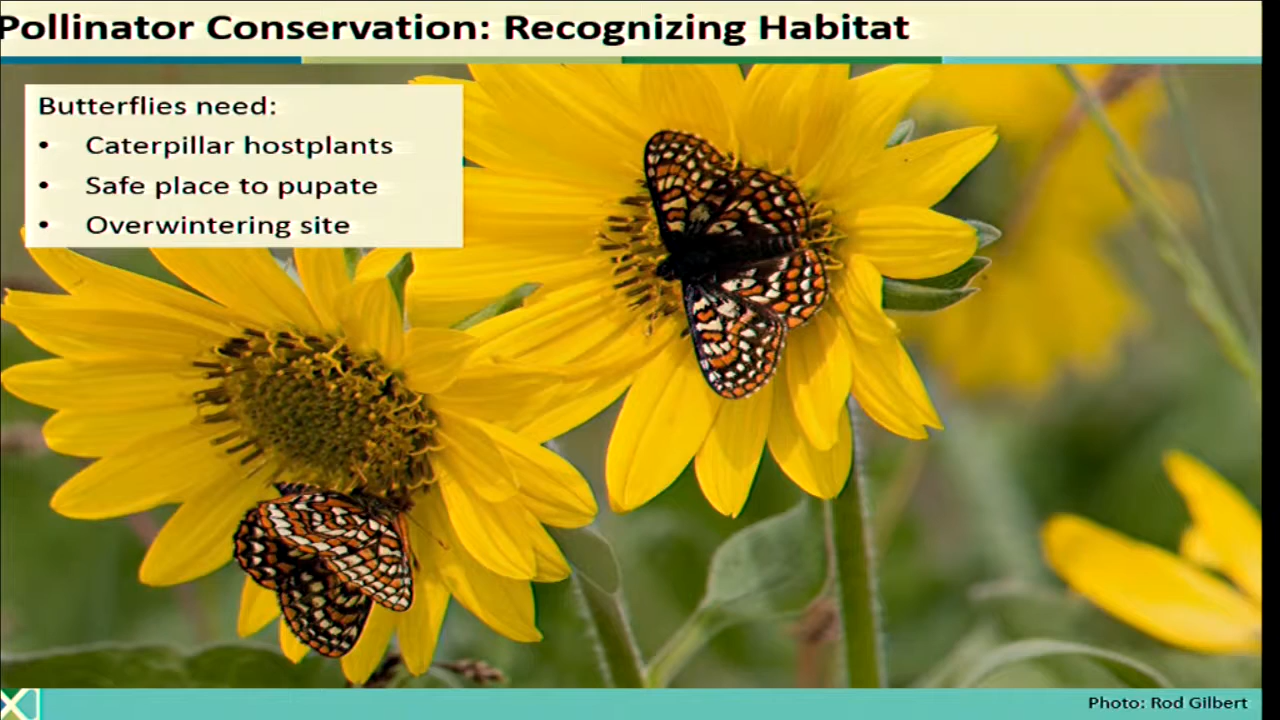 Pollinator Conservation: Recognizing Habitat
Butterflies need:
• Caterpillar hostplants
• Safe place to pupate
• Overwintering site
Photo: Rod Gilbert